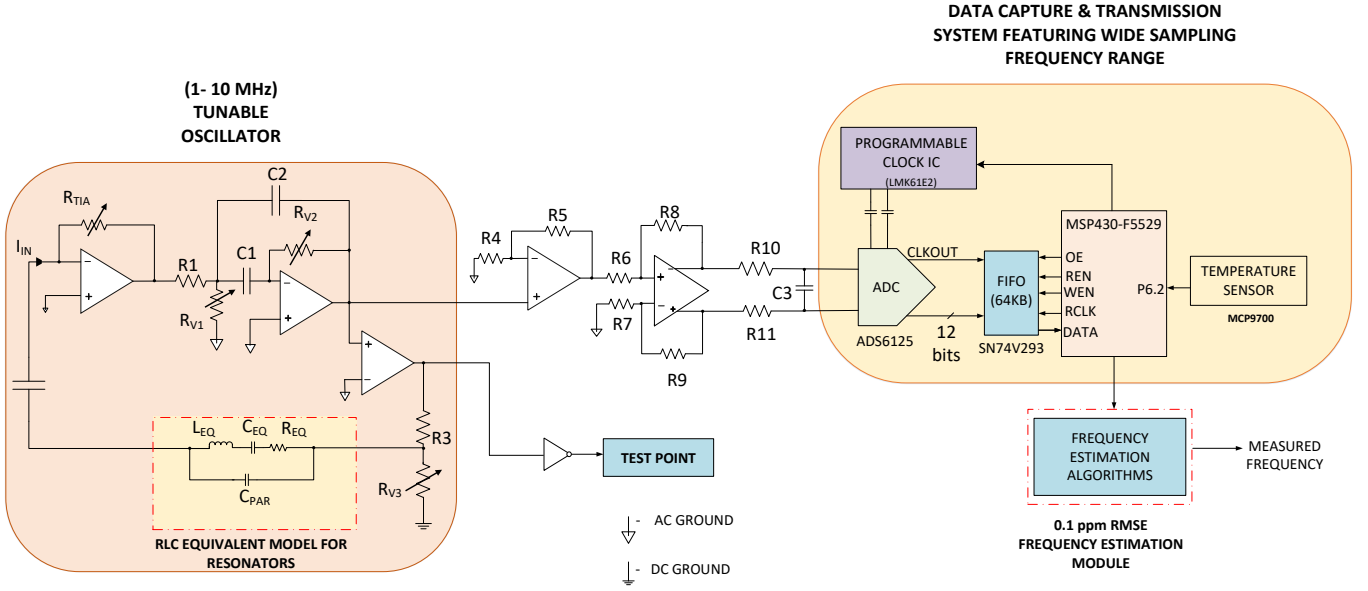 DATA CAPTURE & TRANSMISSION
SYSTEM FEATURING WIDE SAMPLING
FREQUENCY RANGE
(1- 10 MHz)
TUNABLE
OSCILLATOR
C2
RTIA
RV2
IIN
R1
C1
RV1
R3
LEQ
CEQ
REQ
CPAR
RV3
RLC EQUIVALENT MODEL FOR
RESONATORS
R4
R5
R6
R7
R8
R9
R10
R11
C3
TEST POINT
- AC GROUND
- DC GROUND
PROGRAMMABLE
CLOCK IC
(LMK61E2)
ADC
ADS6125
CLKOUT
12
bits
FIFO
(64KB)
SN74V293
MSP430-F5529
OE
REN
WEN
RCLK
DATA
P6.2
TEMPERATURE
SENSOR
MCP9700
FREQUENCY
ESTIMATION
ALGORITHMS
MEASURED
FREQUENCY
0.1 ppm RMSE
FREQUENCY ESTIMATION
MODULE